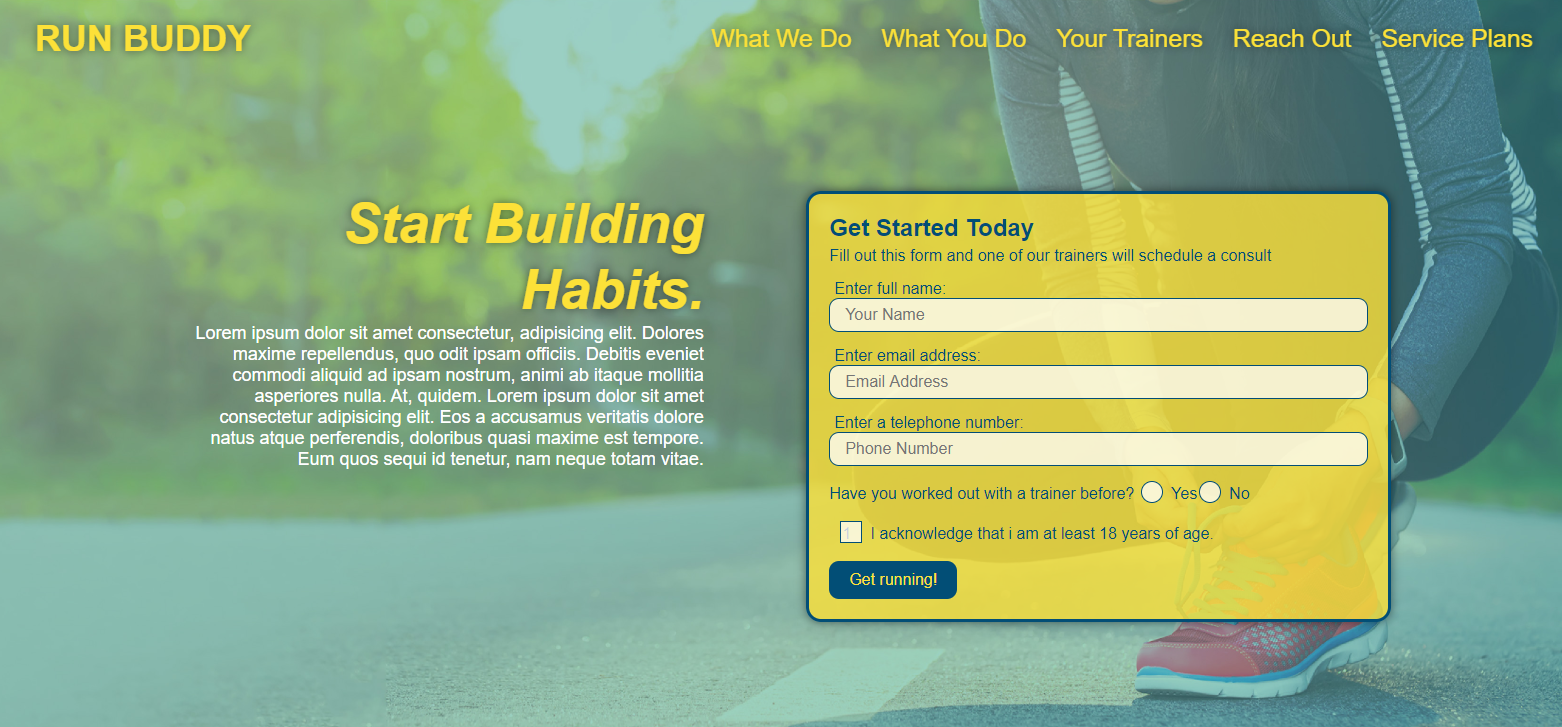 RUN BUDDY
What We Do What You Do Your Trainers Reach Out Service Plans
Start Building
Habits.
Lorem ipsum dolor sit amet consectetur, adipisicing elit. Dolores
maxime repellendus, quo odit ipsam officiis. Debitis eveniet
commodi aliquid ad ipsam nostrum, animi ab itaque mollitia
asperiores nulla. At, quidem. Lorem ipsum dolor sit amet
consectetur adipisicing elit. Eos a accusamus veritatis dolore
natus atque perferendis, doloribus quasi maxime est tempore.
Eum quos sequi id tenetur, nam neque totam vitae.
Get Started Today
Fill out this form and one of our trainers will schedule a consult
Enter full name:
Your Name
Enter email address:
Email Address
Enter a telephone number:
Phone Number
Have you worked out with a trainer before? Yes No
1 I acknowledge that i am at least 18 years of age.
Get running!